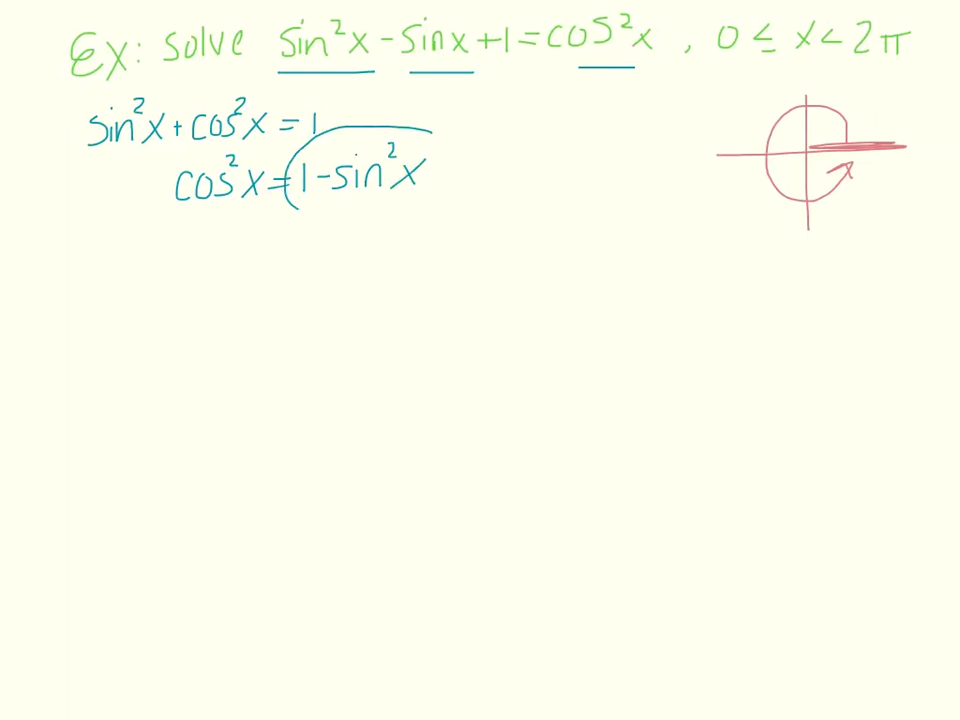 Ex: solve sin²x - sinx + 1 = cos²x , 0 ≤ x < 2π
sin²x + cos²x = 1
cos²x = (1 - sin²x